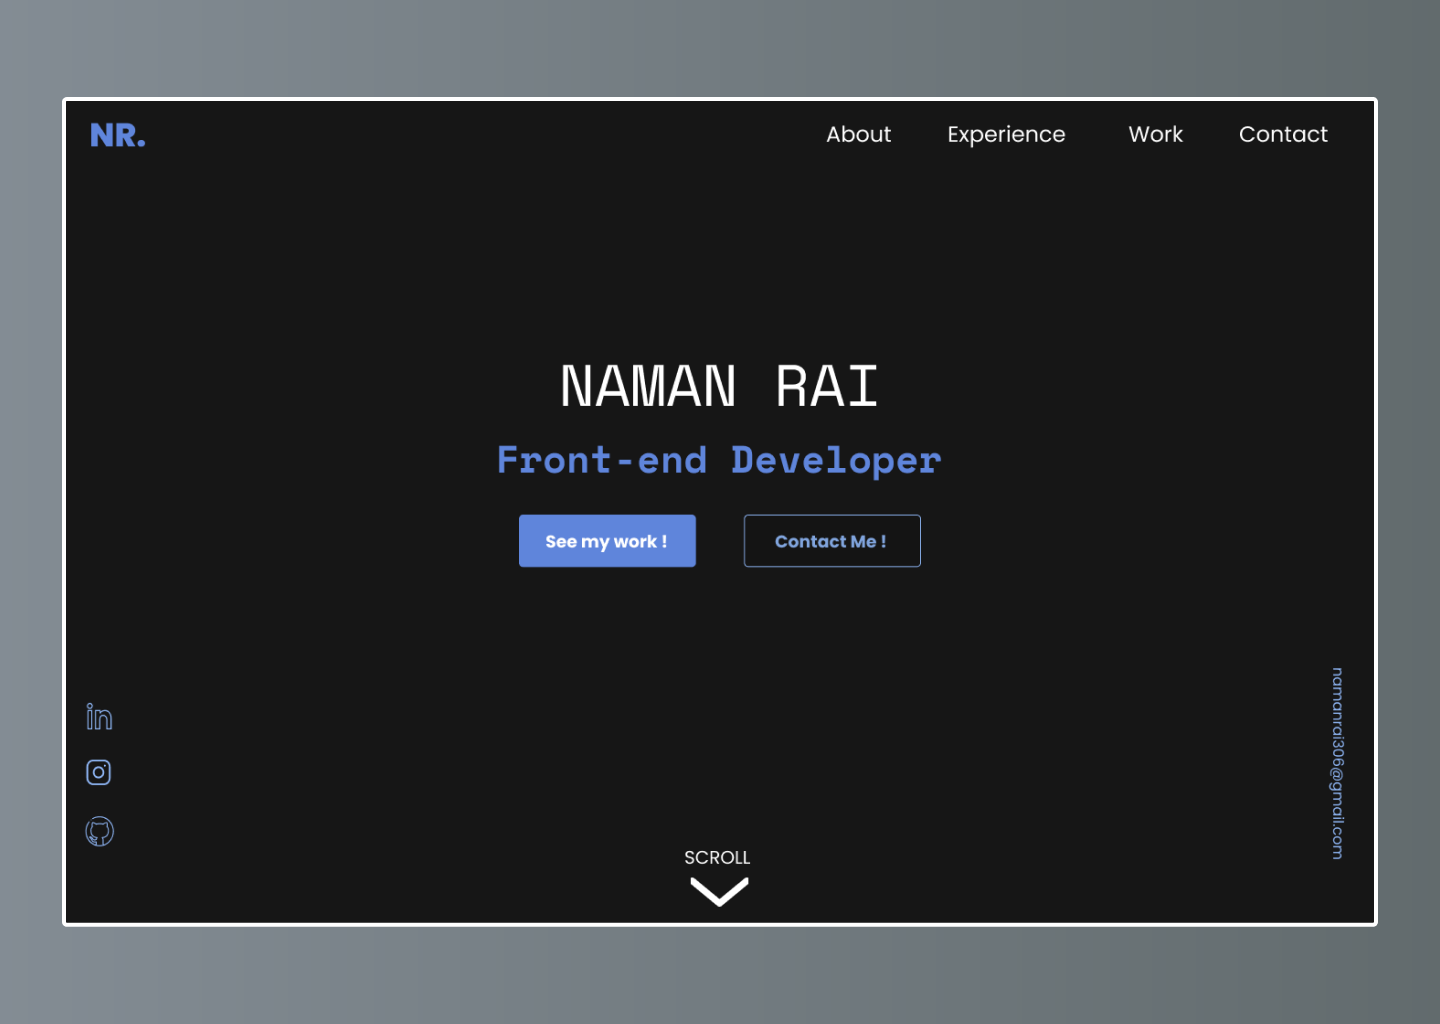 NR.
About Experience Work Contact
NAMAN RAI
Front-end Developer
See my work !
Contact Me !
in
namanrai306@gmail.com
SCROLL